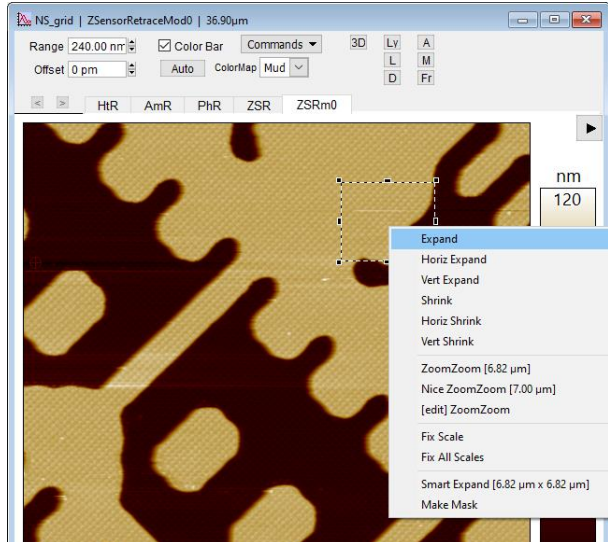 NS_grid | ZSensorRetraceMod0 | 36.90µm
Range 240.00 nm Color Bar Commands 3D Ly A
Offset 0 pm Auto ColorMap Mud L M
D Fr
< > HtR AmR PhR ZSR ZSRm0
nm
120
Expand
Horiz Expand
Vert Expand
Shrink
Horiz Shrink
Vert Shrink
ZoomZoom [6.82 µm]
Nice ZoomZoom [7.00 µm]
[edit] ZoomZoom
Fix Scale
Fix All Scales
Smart Expand [6.82 µm x 6.82 µm]
Make Mask